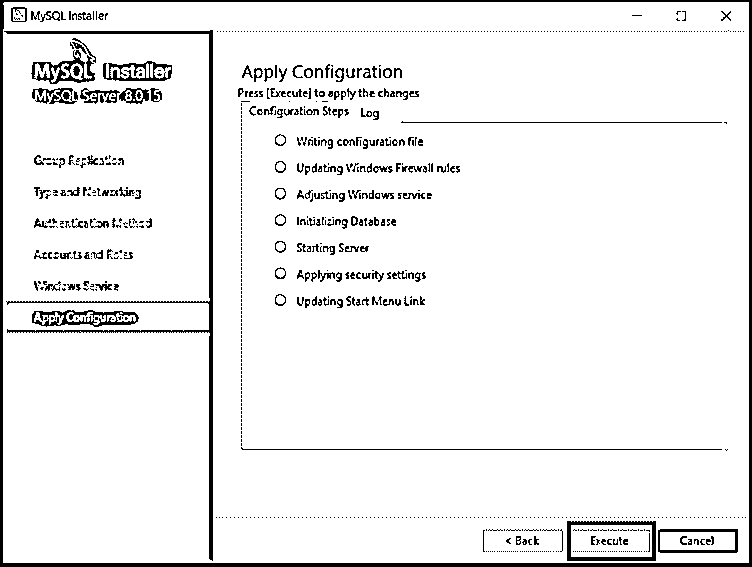 MySQL Installer
MySQL Installer
MySQL Server 8.0.15
Group Replication
Type and Networking
Authentication Method
Accounts and Roles
Windows Service
Apply Configuration
Apply Configuration
Press [Execute] to apply the changes
Configuration Steps Log
Writing configuration file
Updating Windows Firewall rules
Adjusting Windows service
Initializing Database
Starting Server
Applying security settings
Updating Start Menu Link
< Back Execute Cancel